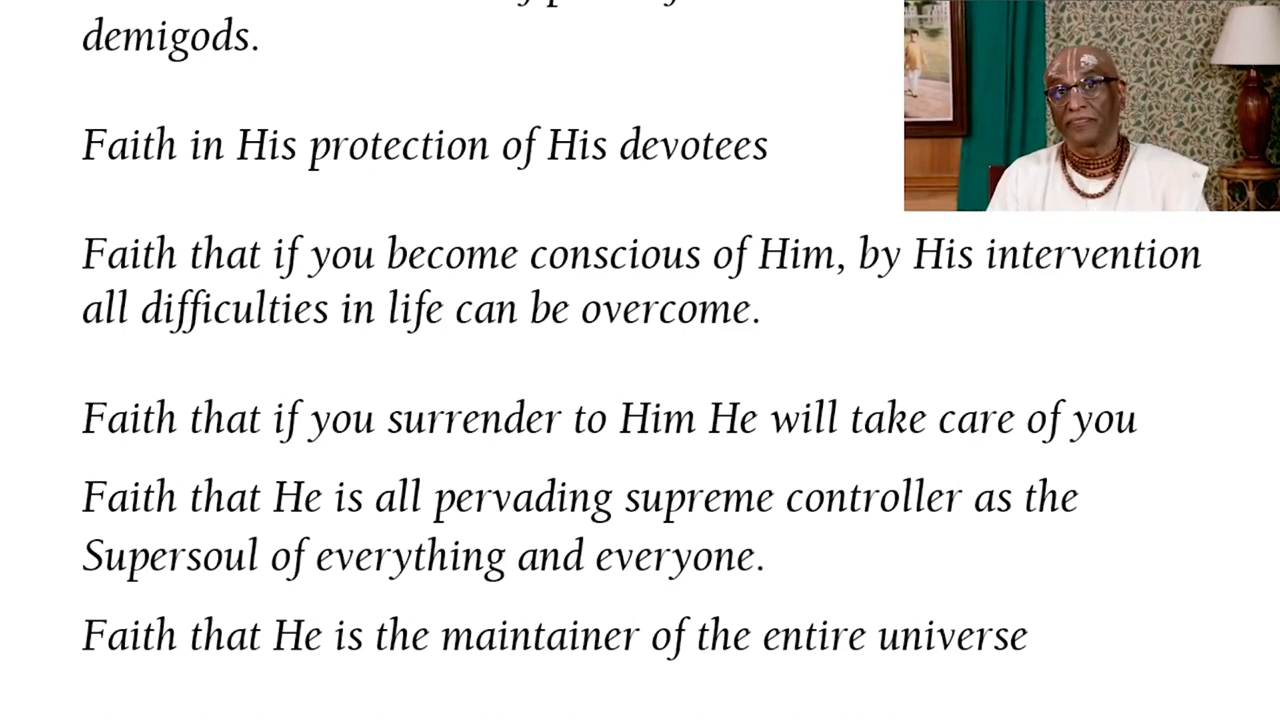 demigods.
Faith in His protection of His devotees
Faith that if you become conscious of Him, by His intervention
all difficulties in life can be overcome.
Faith that if you surrender to Him He will take care of you
Faith that He is all pervading supreme controller as the
Supersoul of everything and everyone.
Faith that He is the maintainer of the entire universe